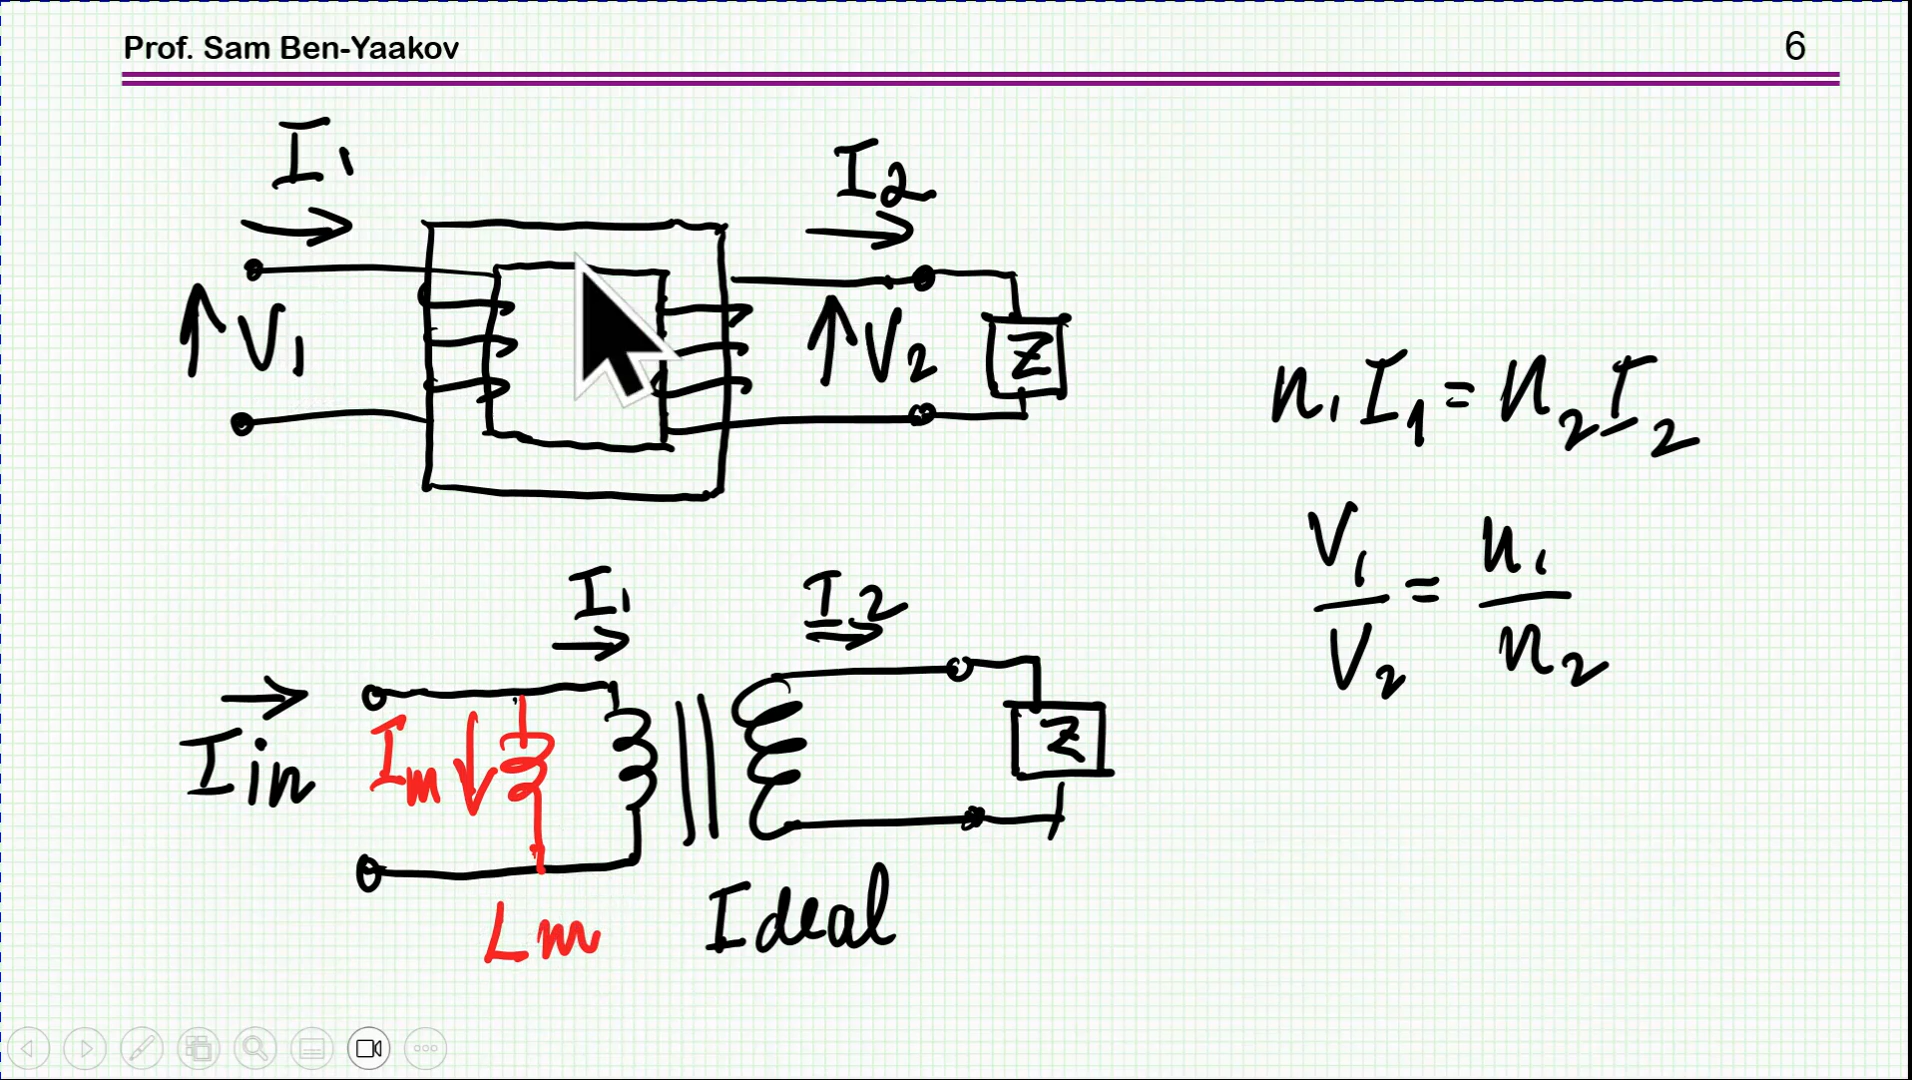 Prof. Sam Ben-Yaakov
6
I1
I2
V1
V2
Z
n1 I1 = n2 I2
V1 / V2 = n1 / n2
I1
I2
Iin
Im
Z
Lm
Ideal